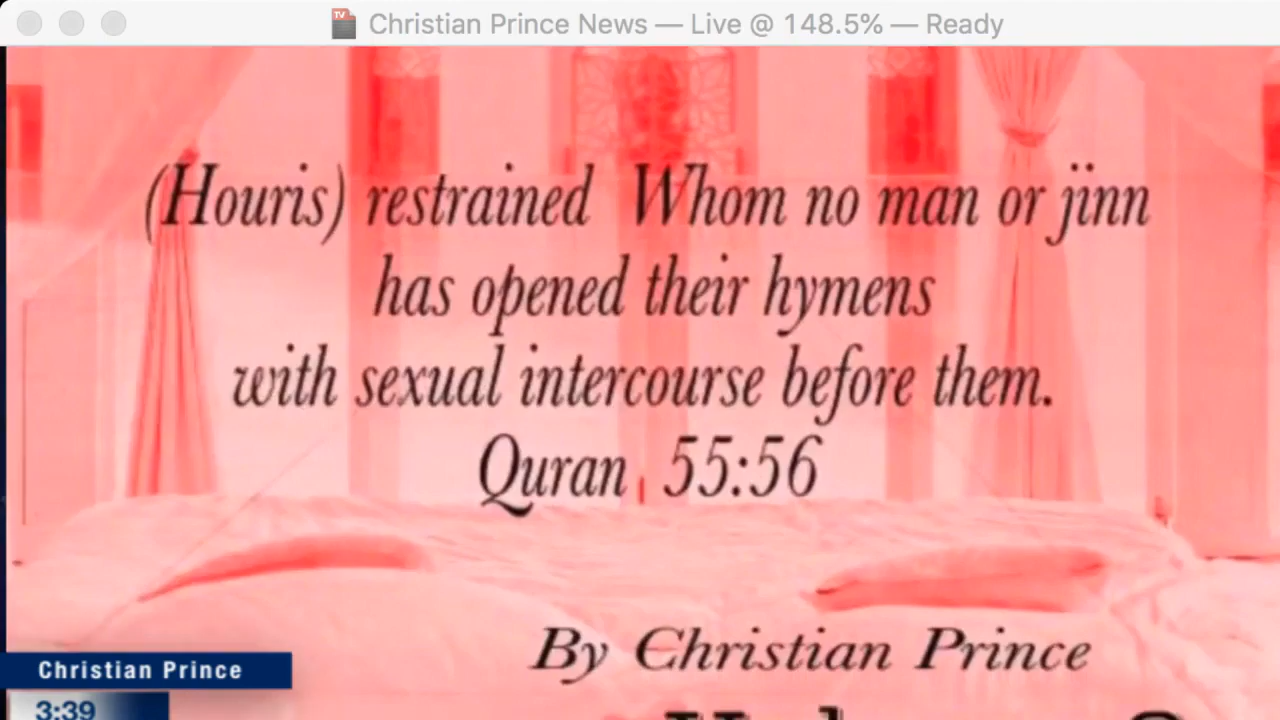 Christian Prince News — Live @ 148.5% — Ready
(Houris) restrained Whom no man or jinn
has opened their hymens
with sexual intercourse before them.
Quran 55:56
By Christian Prince
Christian Prince
3:39